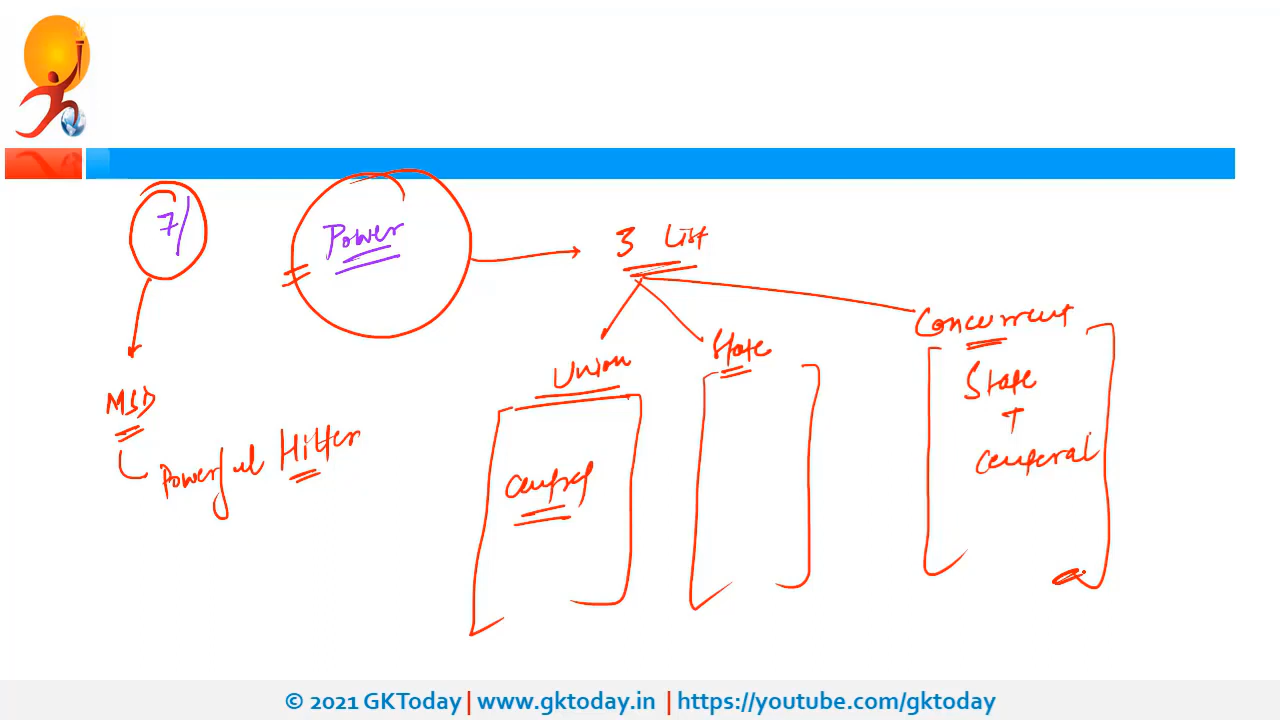 7/
Power
3 List
Union
State
Concurrent
MSD
Powerful Hitter
Central
State
+
Central
© 2021 GKToday | www.gktoday.in | https://youtube.com/gktoday